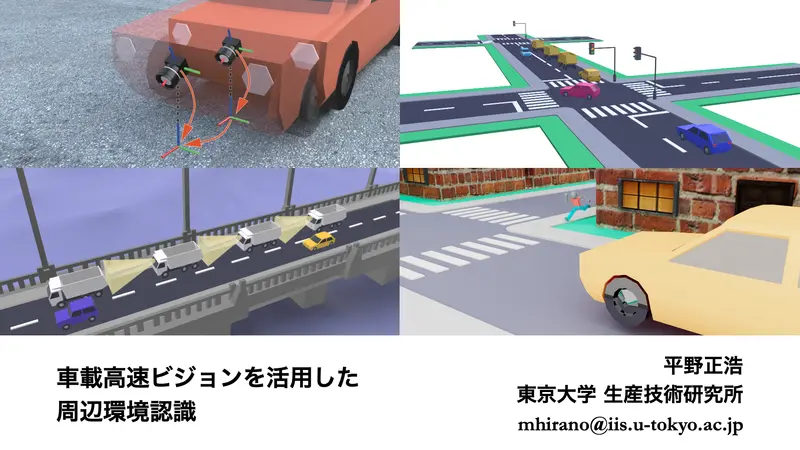 車載高速ビジョンを活用した
周辺環境認識
平野正浩
東京大学 生産技術研究所
mhirano@iis.u-tokyo.ac.jp